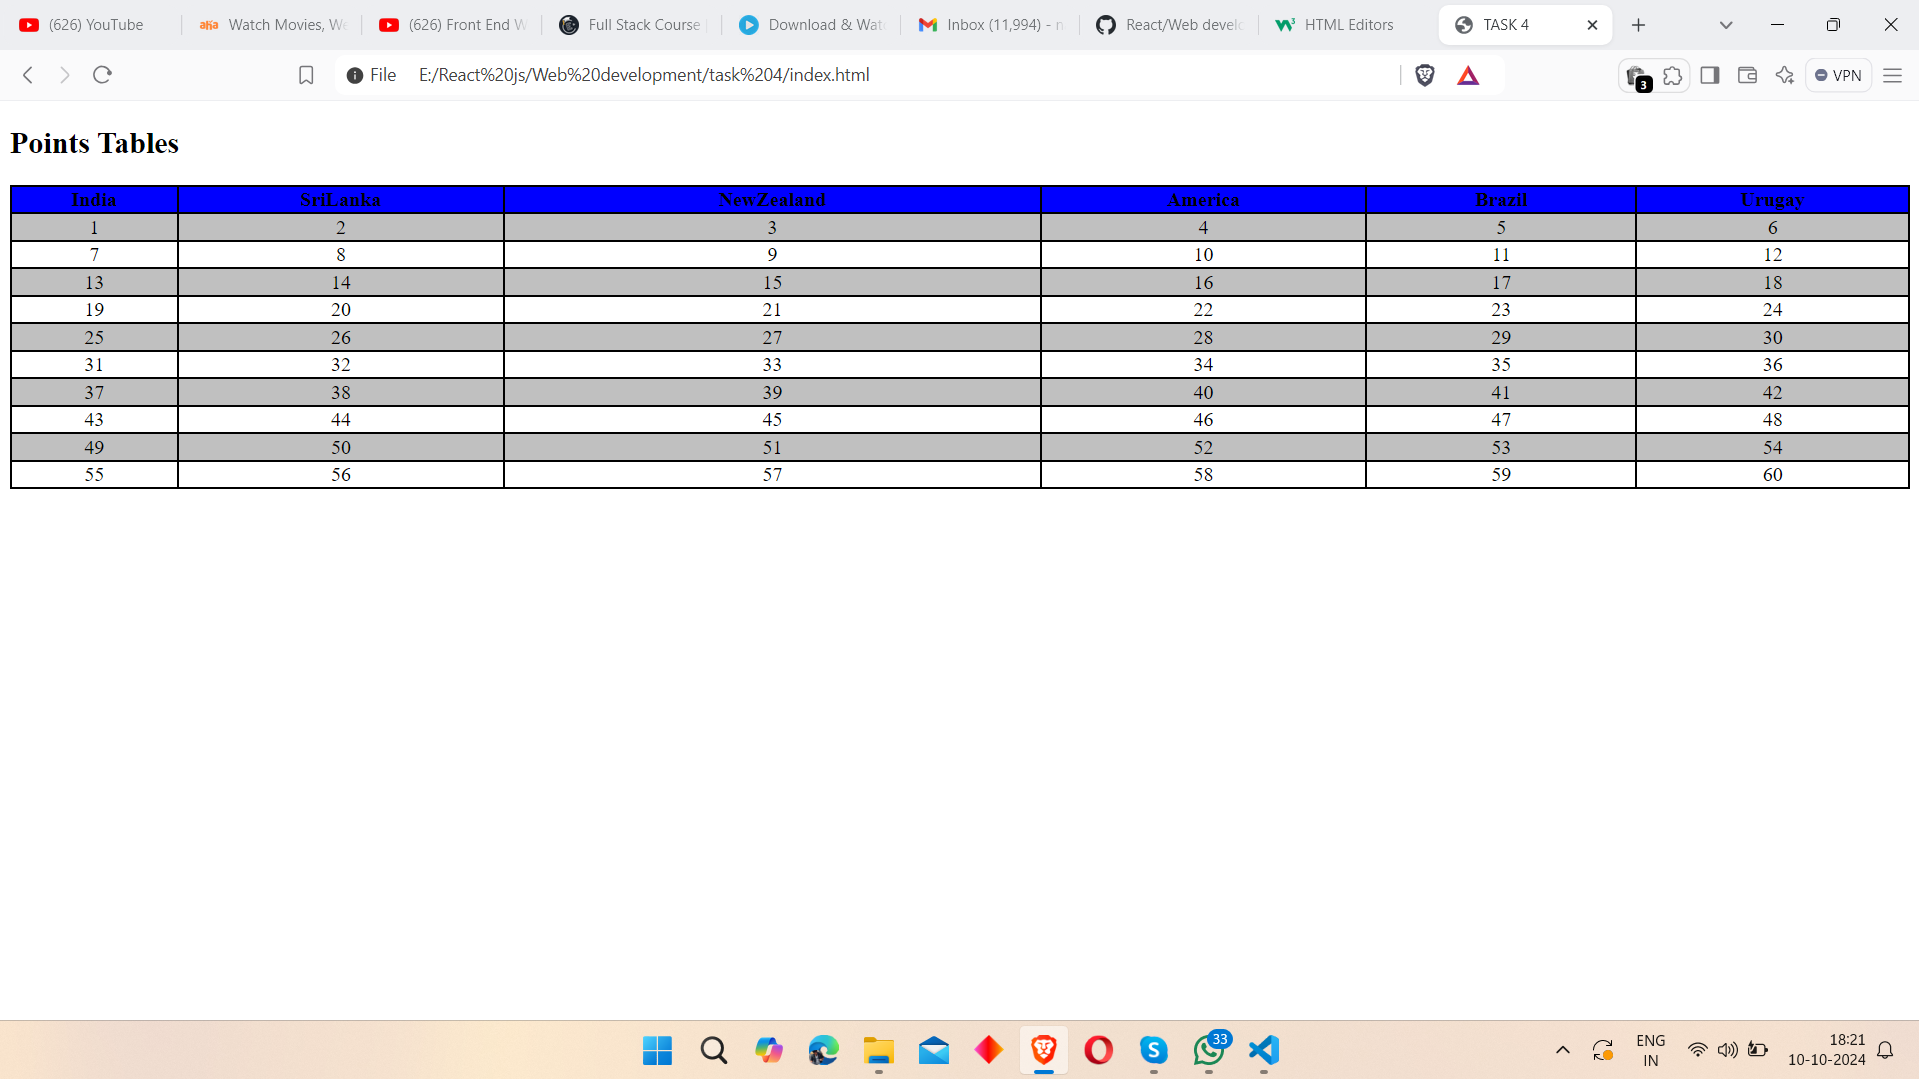 (626) YouTube
aha Watch Movies, We
(626) Front End W
Full Stack Course
Download & Wat
Inbox (11,994) - n
React/Web develo
HTML Editors
TASK 4
File E:/React%20js/Web%20development/task%204/index.html
3
VPN
Points Tables
India SriLanka NewZealand America Brazil Urugay
1 2 3 4 5 6
7 8 9 10 11 12
13 14 15 16 17 18
19 20 21 22 23 24
25 26 27 28 29 30
31 32 33 34 35 36
37 38 39 40 41 42
43 44 45 46 47 48
49 50 51 52 53 54
55 56 57 58 59 60
33
ENG
IN
18:21
10-10-2024